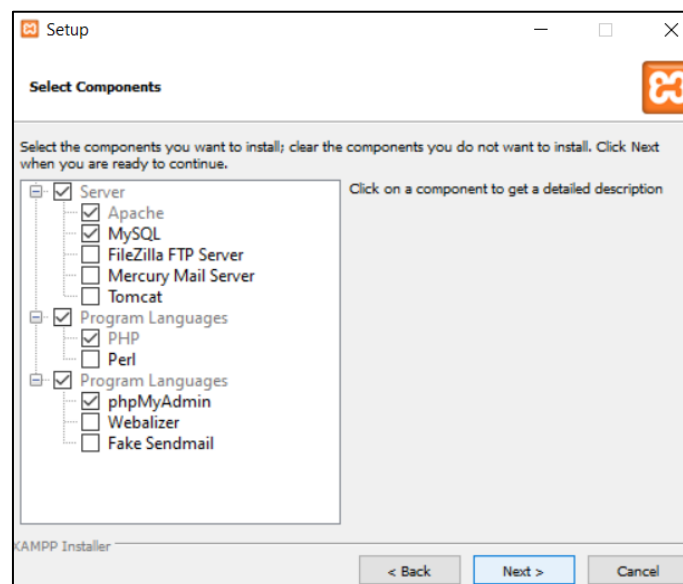 Setup
Select Components
Select the components you want to install; clear the components you do not want to install. Click Next
when you are ready to continue.
Server
Apache
MySQL
FileZilla FTP Server
Mercury Mail Server
Tomcat
Program Languages
PHP
Perl
Program Languages
phpMyAdmin
Webalizer
Fake Sendmail
Click on a component to get a detailed description
XAMPP Installer
< Back
Next >
Cancel